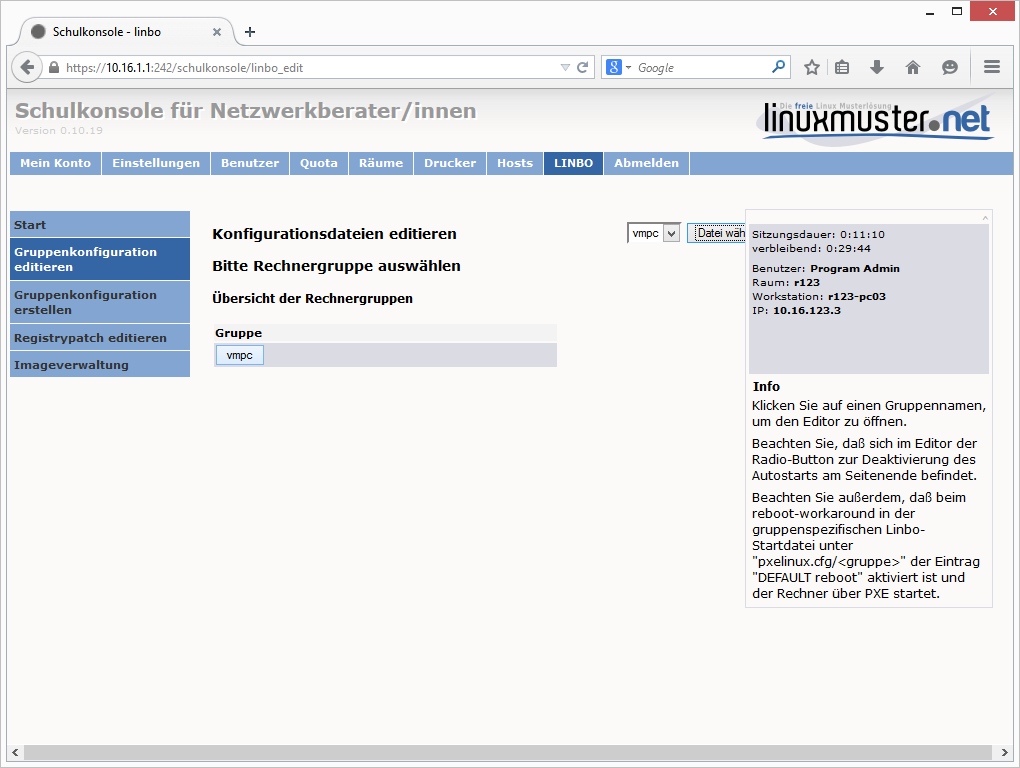 Schulkonsole - linbo
https://10.16.1.1:242/schulkonsole/linbo_edit
Google
Schulkonsole für Netzwerkberater/innen
Version 0.10.19
Die freie Linux Musterlösung
linuxmuster.net
Mein Konto Einstellungen Benutzer Quota Räume Drucker Hosts LINBO Abmelden
Start
Gruppenkonfiguration
editieren
Gruppenkonfiguration
erstellen
Registrypatch editieren
Imageverwaltung
Konfigurationsdateien editieren
vmpc
Datei wäh
Bitte Rechnergruppe auswählen
Übersicht der Rechnergruppen
Gruppe
vmpc
Sitzungsdauer: 0:11:10
verbleibend: 0:29:44
Benutzer: Program Admin
Raum: r123
Workstation: r123-pc03
IP: 10.16.123.3
Info
Klicken Sie auf einen Gruppennamen,
um den Editor zu öffnen.
Beachten Sie, daß sich im Editor der
Radio-Button zur Deaktivierung des
Autostarts am Seitenende befindet.
Beachten Sie außerdem, daß beim
reboot-workaround in der
gruppenspezifischen Linbo-
Startdatei unter
"pxelinux.cfg/<gruppe>" der Eintrag
"DEFAULT reboot" aktiviert ist und
der Rechner über PXE startet.